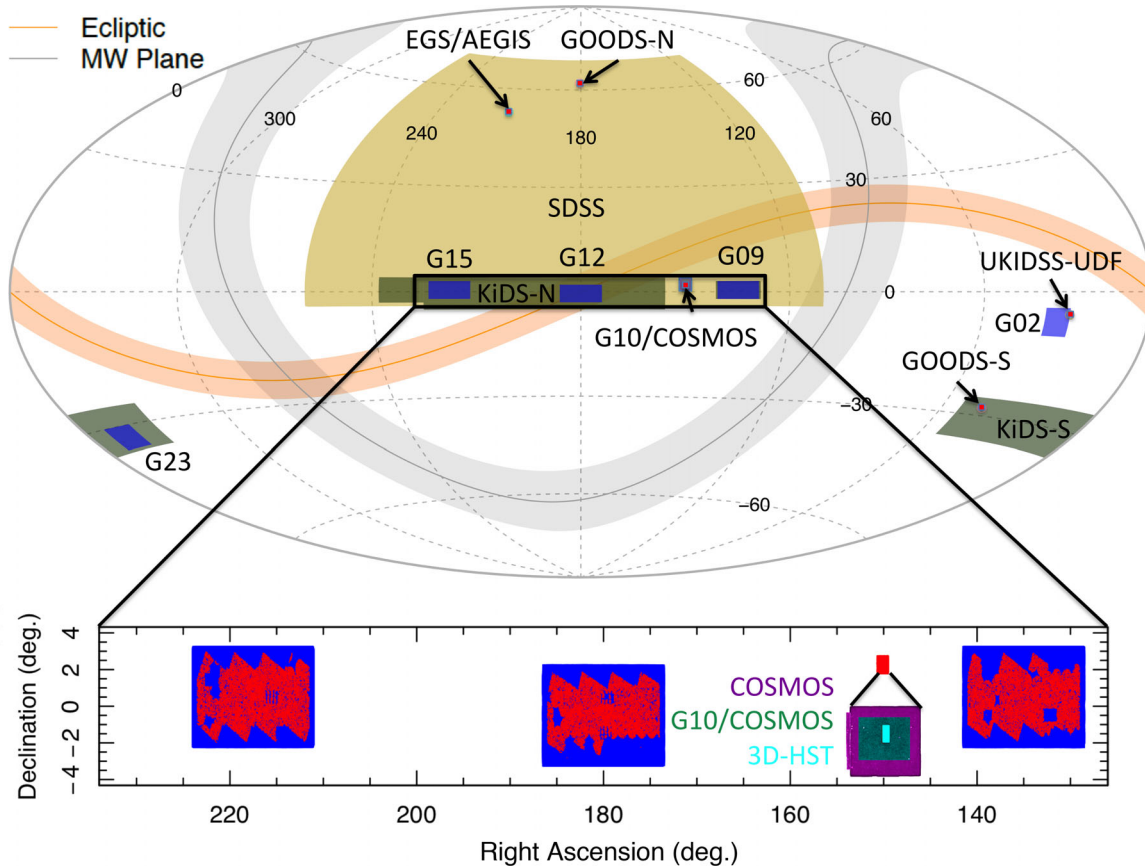 Ecliptic
MW Plane
EGS/AEGIS
GOODS-N
0
300
240
180
120
60
60
30
SDSS
G15
G12
G09
KiDS-N
0
UKIDSS-UDF
G02
G10/COSMOS
GOODS-S
-30
KiDS-S
G23
-60
Declination (deg.)
4
2
0
-2
-4
COSMOS
G10/COSMOS
3D-HST
220
200
180
160
140
Right Ascension (deg.)